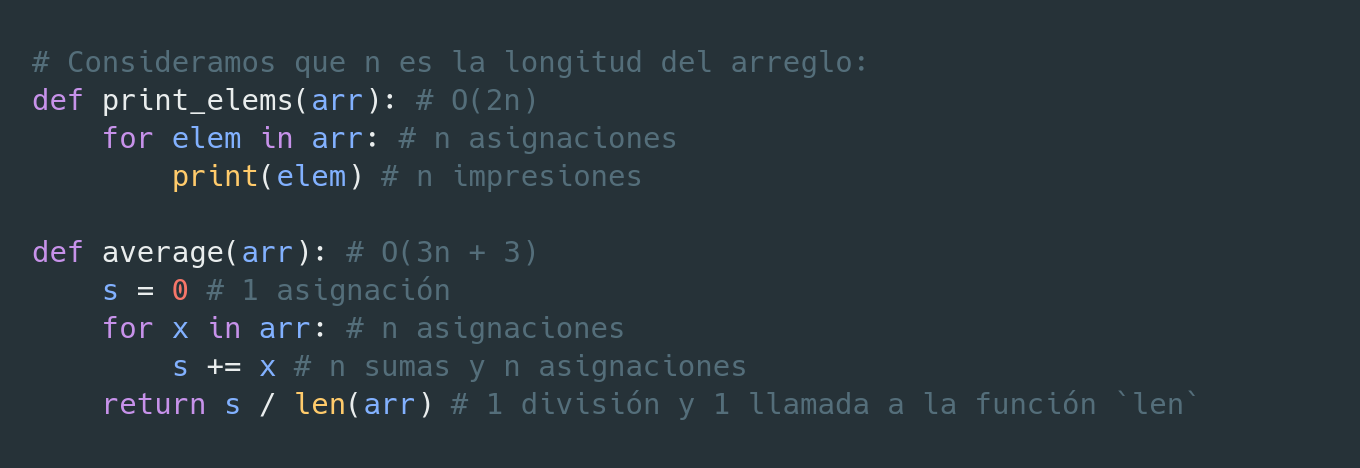 # Consideramos que n es la longitud del arreglo:
def print_elems(arr): # O(2n)
    for elem in arr: # n asignaciones
        print(elem) # n impresiones

def average(arr): # O(3n + 3)
    s = 0 # 1 asignación
    for x in arr: # n asignaciones
        s += x # n sumas y n asignaciones
    return s / len(arr) # 1 división y 1 llamada a la función `len`